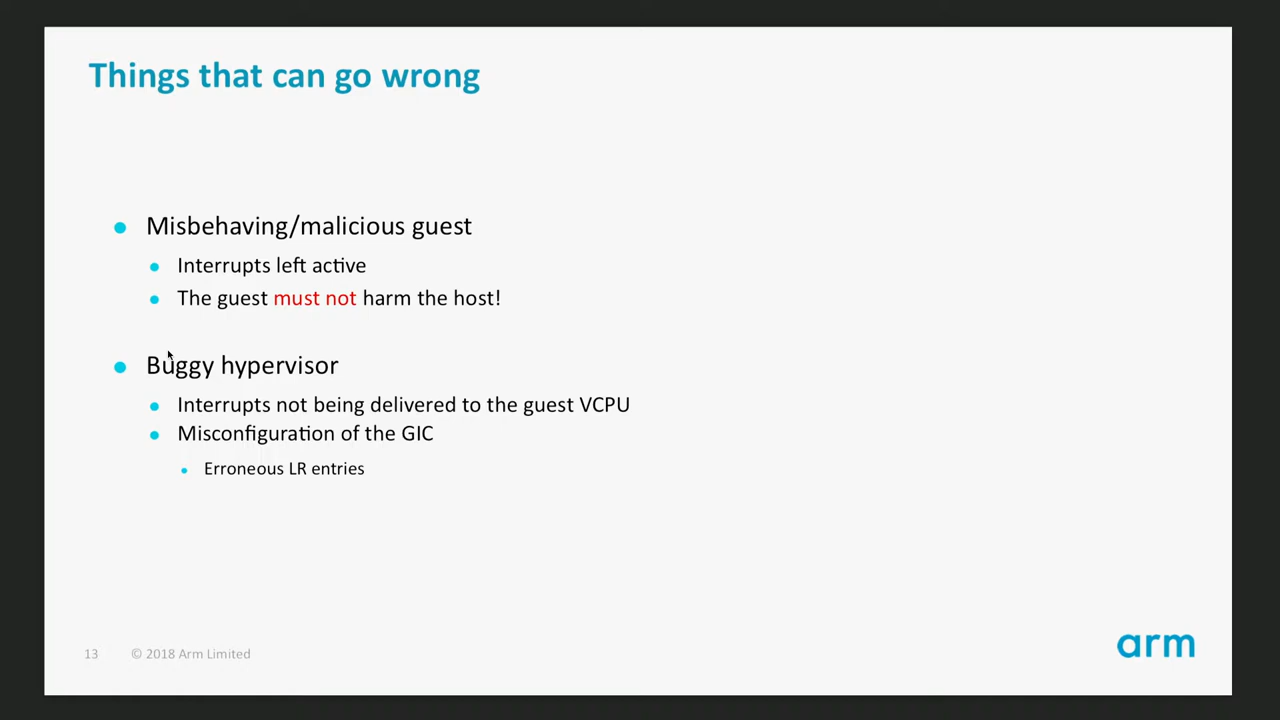 Things that can go wrong
Misbehaving/malicious guest
Interrupts left active
The guest must not harm the host!
Buggy hypervisor
Interrupts not being delivered to the guest VCPU
Misconfiguration of the GIC
Erroneous LR entries
13 © 2018 Arm Limited
arm